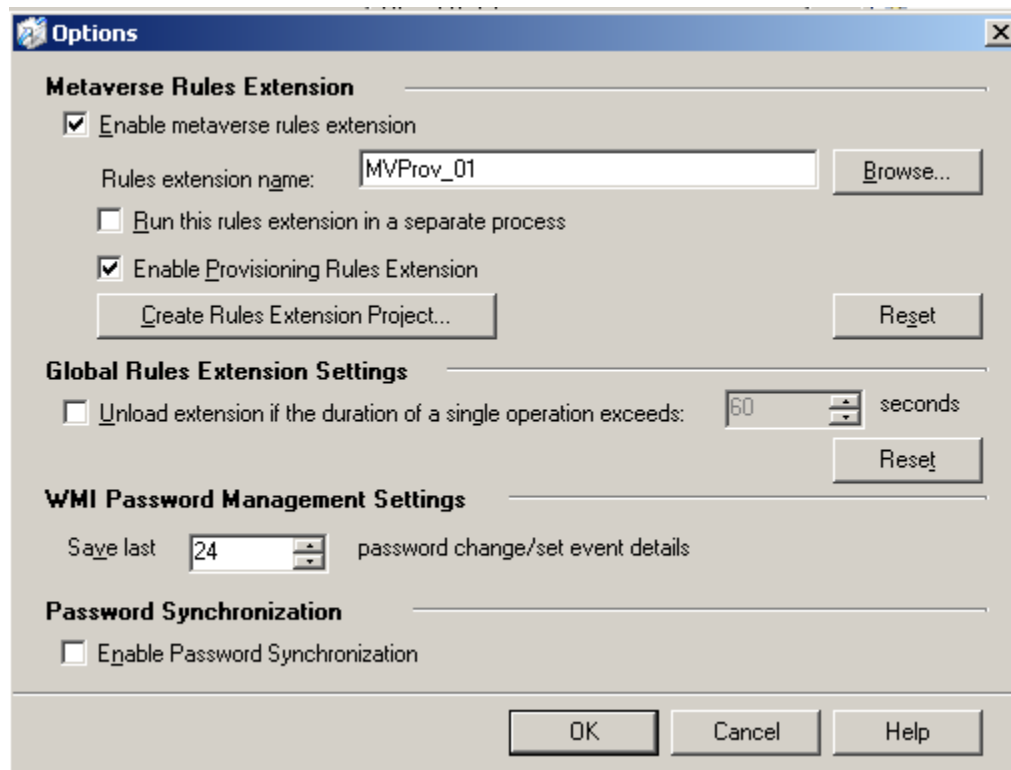 Options
Metaverse Rules Extension
Enable metaverse rules extension
Rules extension name: MVProv_01 Browse...
Run this rules extension in a separate process
Enable Provisioning Rules Extension
Create Rules Extension Project... Reset
Global Rules Extension Settings
Unload extension if the duration of a single operation exceeds: 60 seconds
Reset
WMI Password Management Settings
Save last 24 password change/set event details
Password Synchronization
Enable Password Synchronization
OK Cancel Help